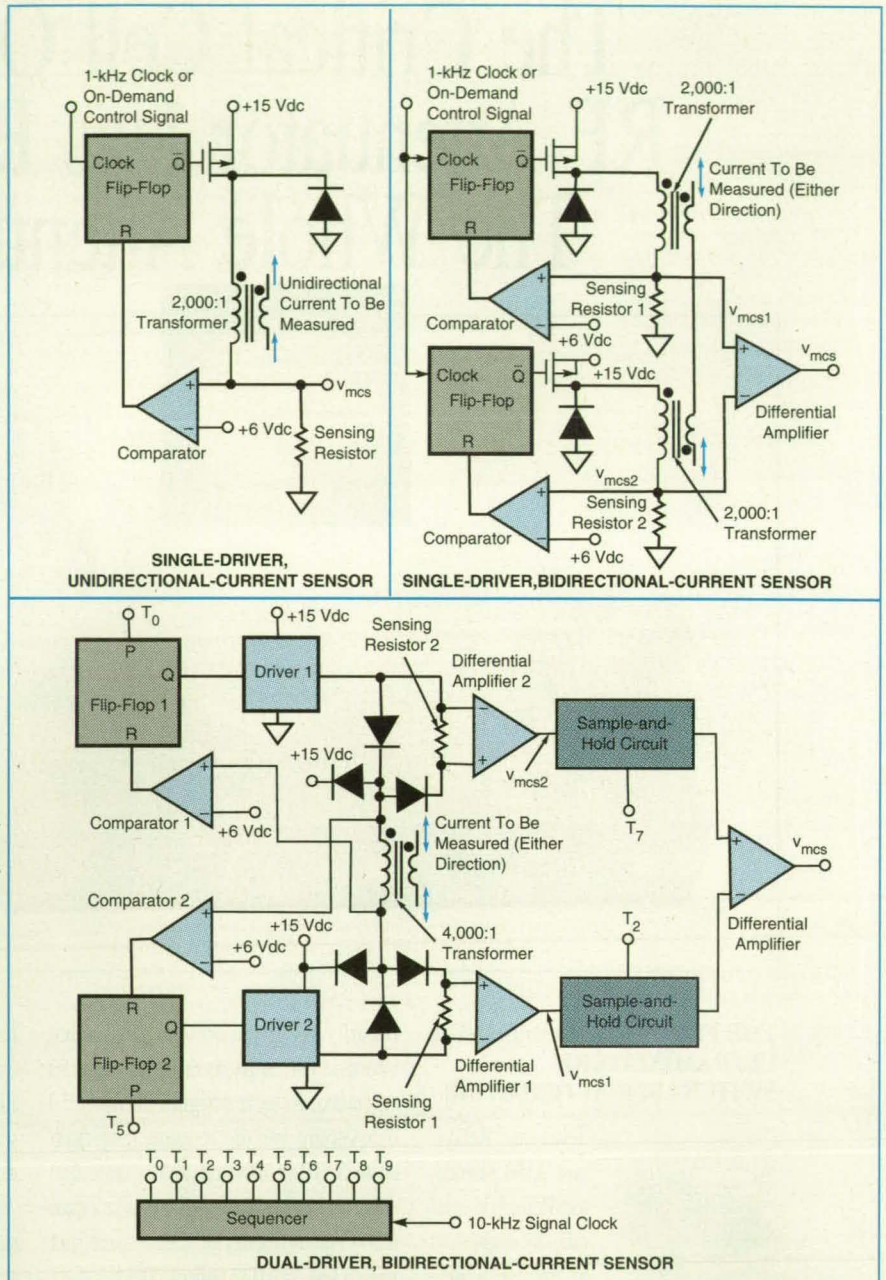 1-kHz Clock or
On-Demand
Control Signal
+15 Vdc
Clock
Q̄
Flip-Flop
R
2,000:1
Transformer
Unidirectional
Current To Be
Measured
+
−
v_mcs
+6 Vdc
Comparator
Sensing
Resistor
SINGLE-DRIVER,
UNIDIRECTIONAL-CURRENT SENSOR
1-kHz Clock or
On-Demand
Control Signal
+15 Vdc
2,000:1
Transformer
Clock
Q̄
Flip-Flop
R
Current To Be
Measured (Either
Direction)
+
−
Comparator
Sensing
Resistor 1
+6 Vdc
v_mcs1
Clock
Q̄
Flip-Flop
R
+15 Vdc
+
−
v_mcs
Differential
Amplifier
v_mcs2
+
−
Comparator
Sensing
Resistor 2
+6 Vdc
2,000:1
Transformer
SINGLE-DRIVER,BIDIRECTIONAL-CURRENT SENSOR
T0
P
Q
Flip-Flop 1
R
+15 Vdc
Driver 1
Sensing
Resistor 2
Differential
Amplifier 2
−
+
v_mcs2
Sample-and-
Hold Circuit
T7
+15 Vdc
+
−
+6 Vdc
Comparator 1
Current To Be
Measured (Either
Direction)
4,000:1
Transformer
+
−
v_mcs
Differential
Amplifier
Comparator 2
+
−
+6 Vdc
+15 Vdc
R
Q
Flip-Flop 2
P
T5
Driver 2
+
−
Differential
Amplifier 1
Sensing
Resistor 1
v_mcs1
T2
Sample-and-
Hold Circuit
T0 T1 T2 T3 T4 T5 T6 T7 T8 T9
Sequencer
10-kHz Signal Clock
DUAL-DRIVER, BIDIRECTIONAL-CURRENT SENSOR